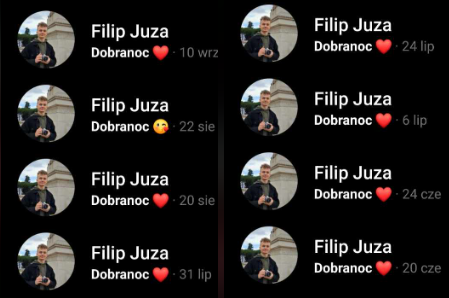 Filip Juza
Dobranoc ❤️ · 10 wrz
Filip Juza
Dobranoc 😘 · 22 sie
Filip Juza
Dobranoc ❤️ · 20 sie
Filip Juza
Dobranoc ❤️ · 31 lip
Filip Juza
Dobranoc ❤️ · 24 lip
Filip Juza
Dobranoc ❤️ · 6 lip
Filip Juza
Dobranoc ❤️ · 24 cze
Filip Juza
Dobranoc ❤️ · 20 cze